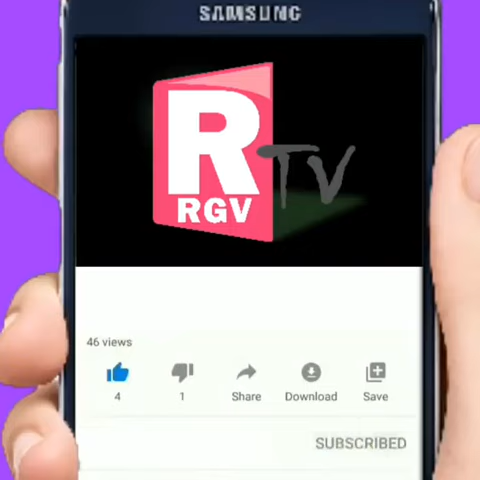 SAMSUNG
R
TV
RGV
46 views
4
1
Share
Download
Save
SUBSCRIBED